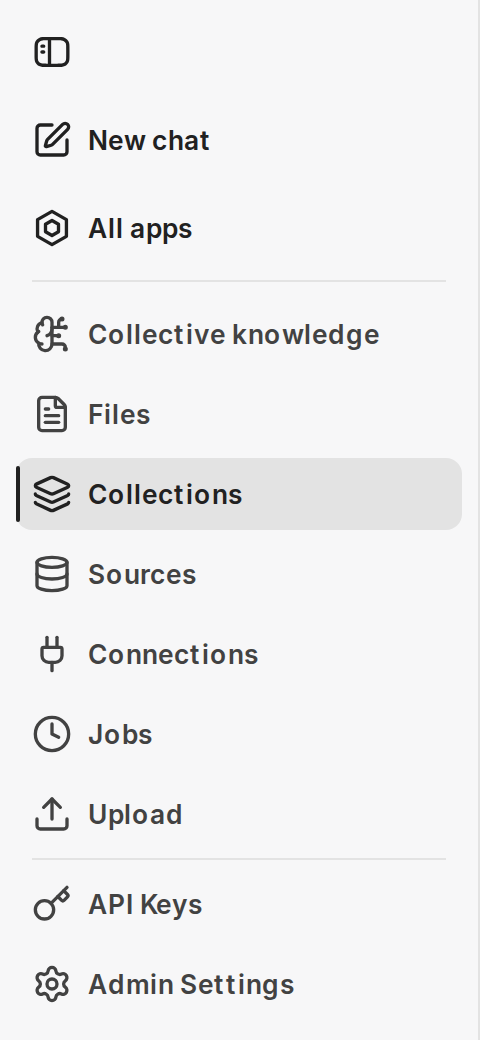 New chat
All apps
Collective knowledge
Files
Collections
Sources
Connections
Jobs
Upload
API Keys
Admin Settings